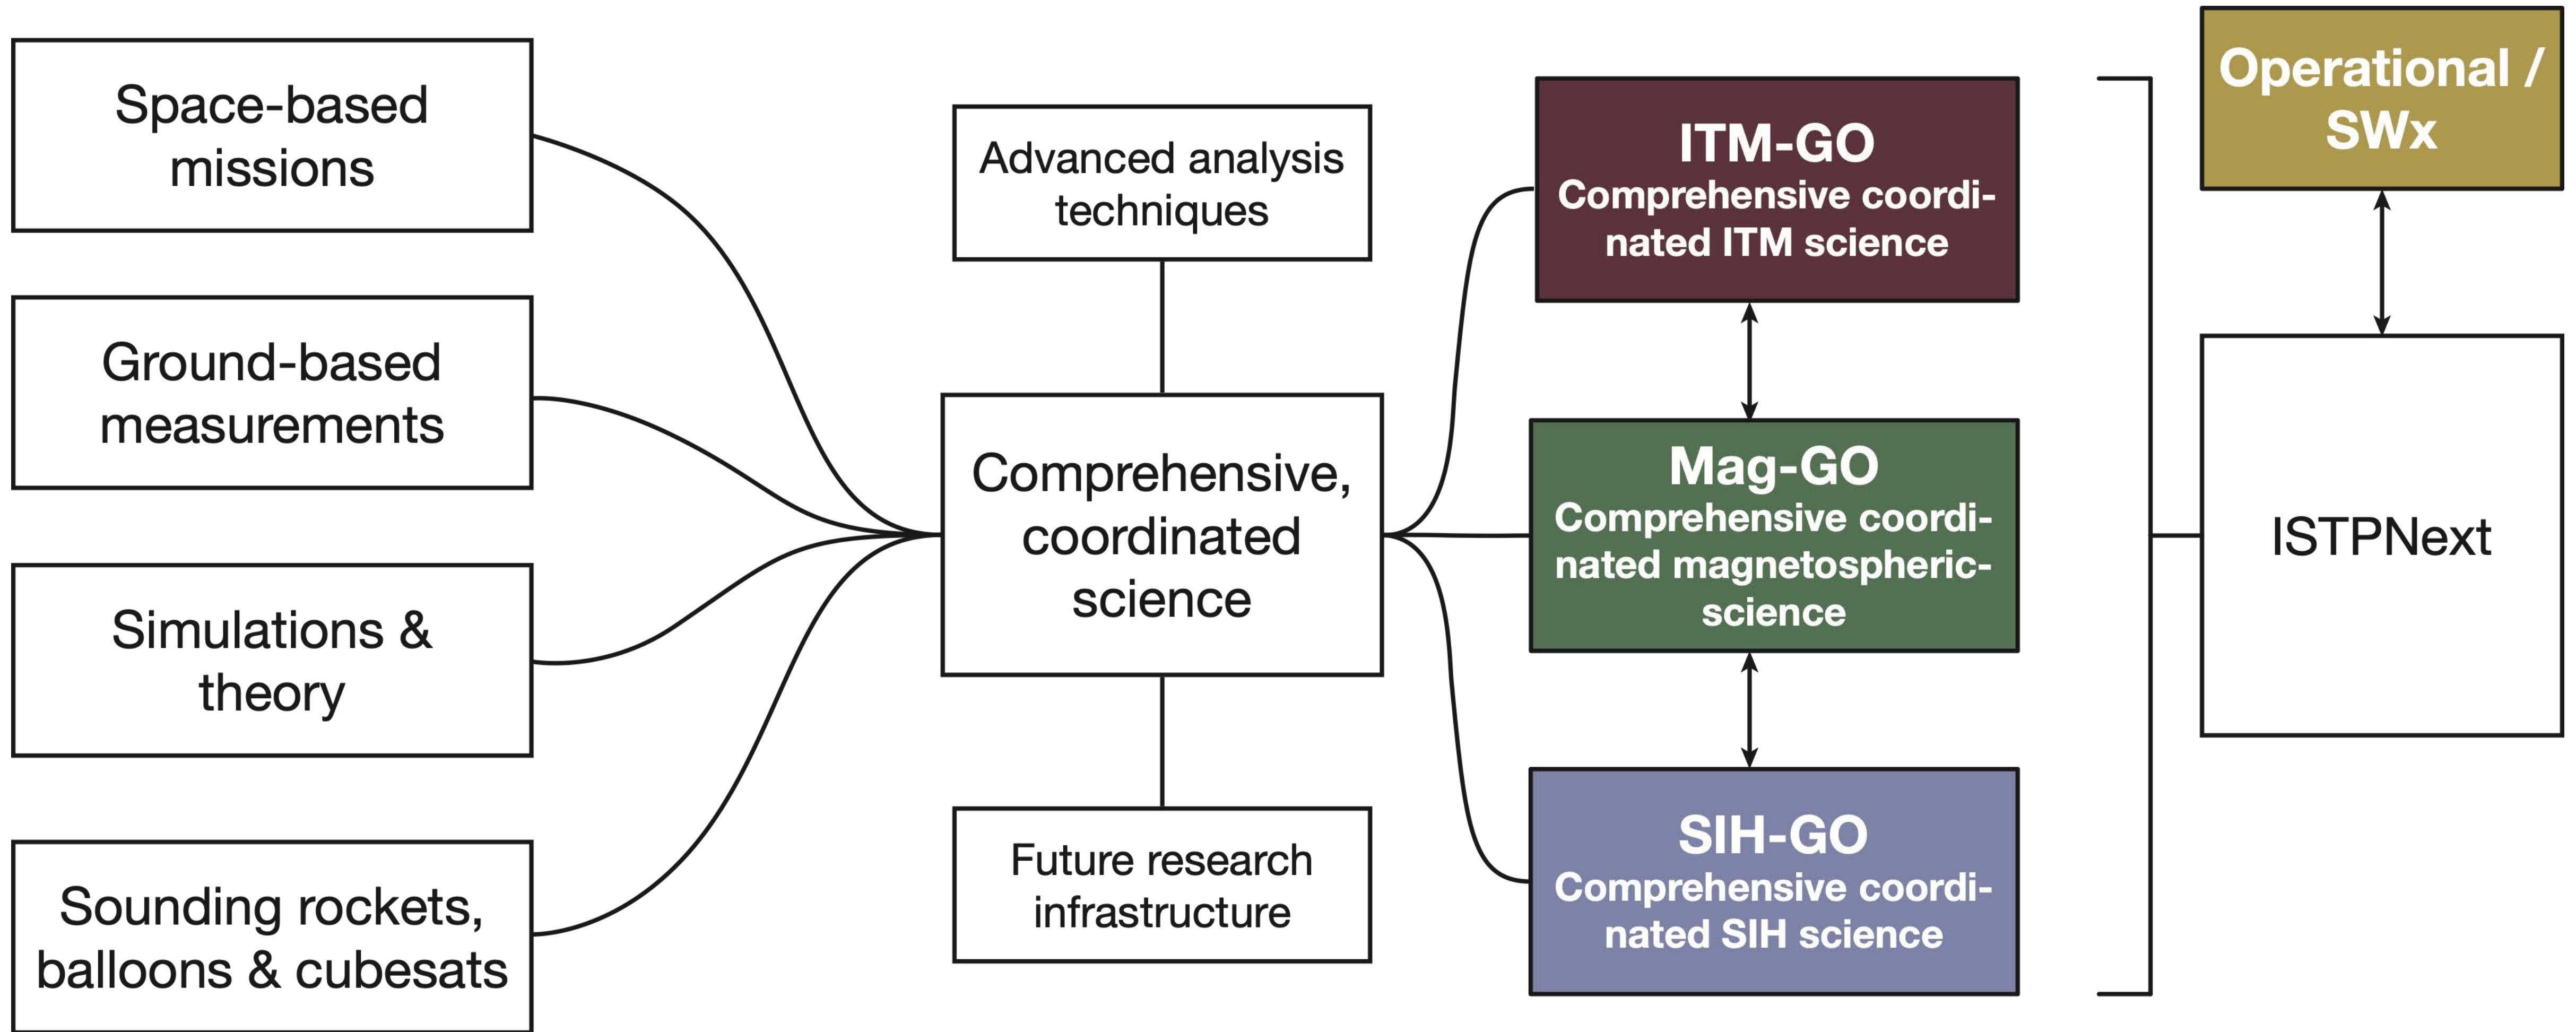 Space-based
missions
Ground-based
measurements
Simulations &
theory
Sounding rockets,
balloons & cubesats
Advanced analysis
techniques
Comprehensive,
coordinated
science
Future research
infrastructure
ITM-GO
Comprehensive coordi-
nated ITM science
Mag-GO
Comprehensive coordi-
nated magnetospheric-
science
SIH-GO
Comprehensive coordi-
nated SIH science
Operational /
SWx
ISTPNext